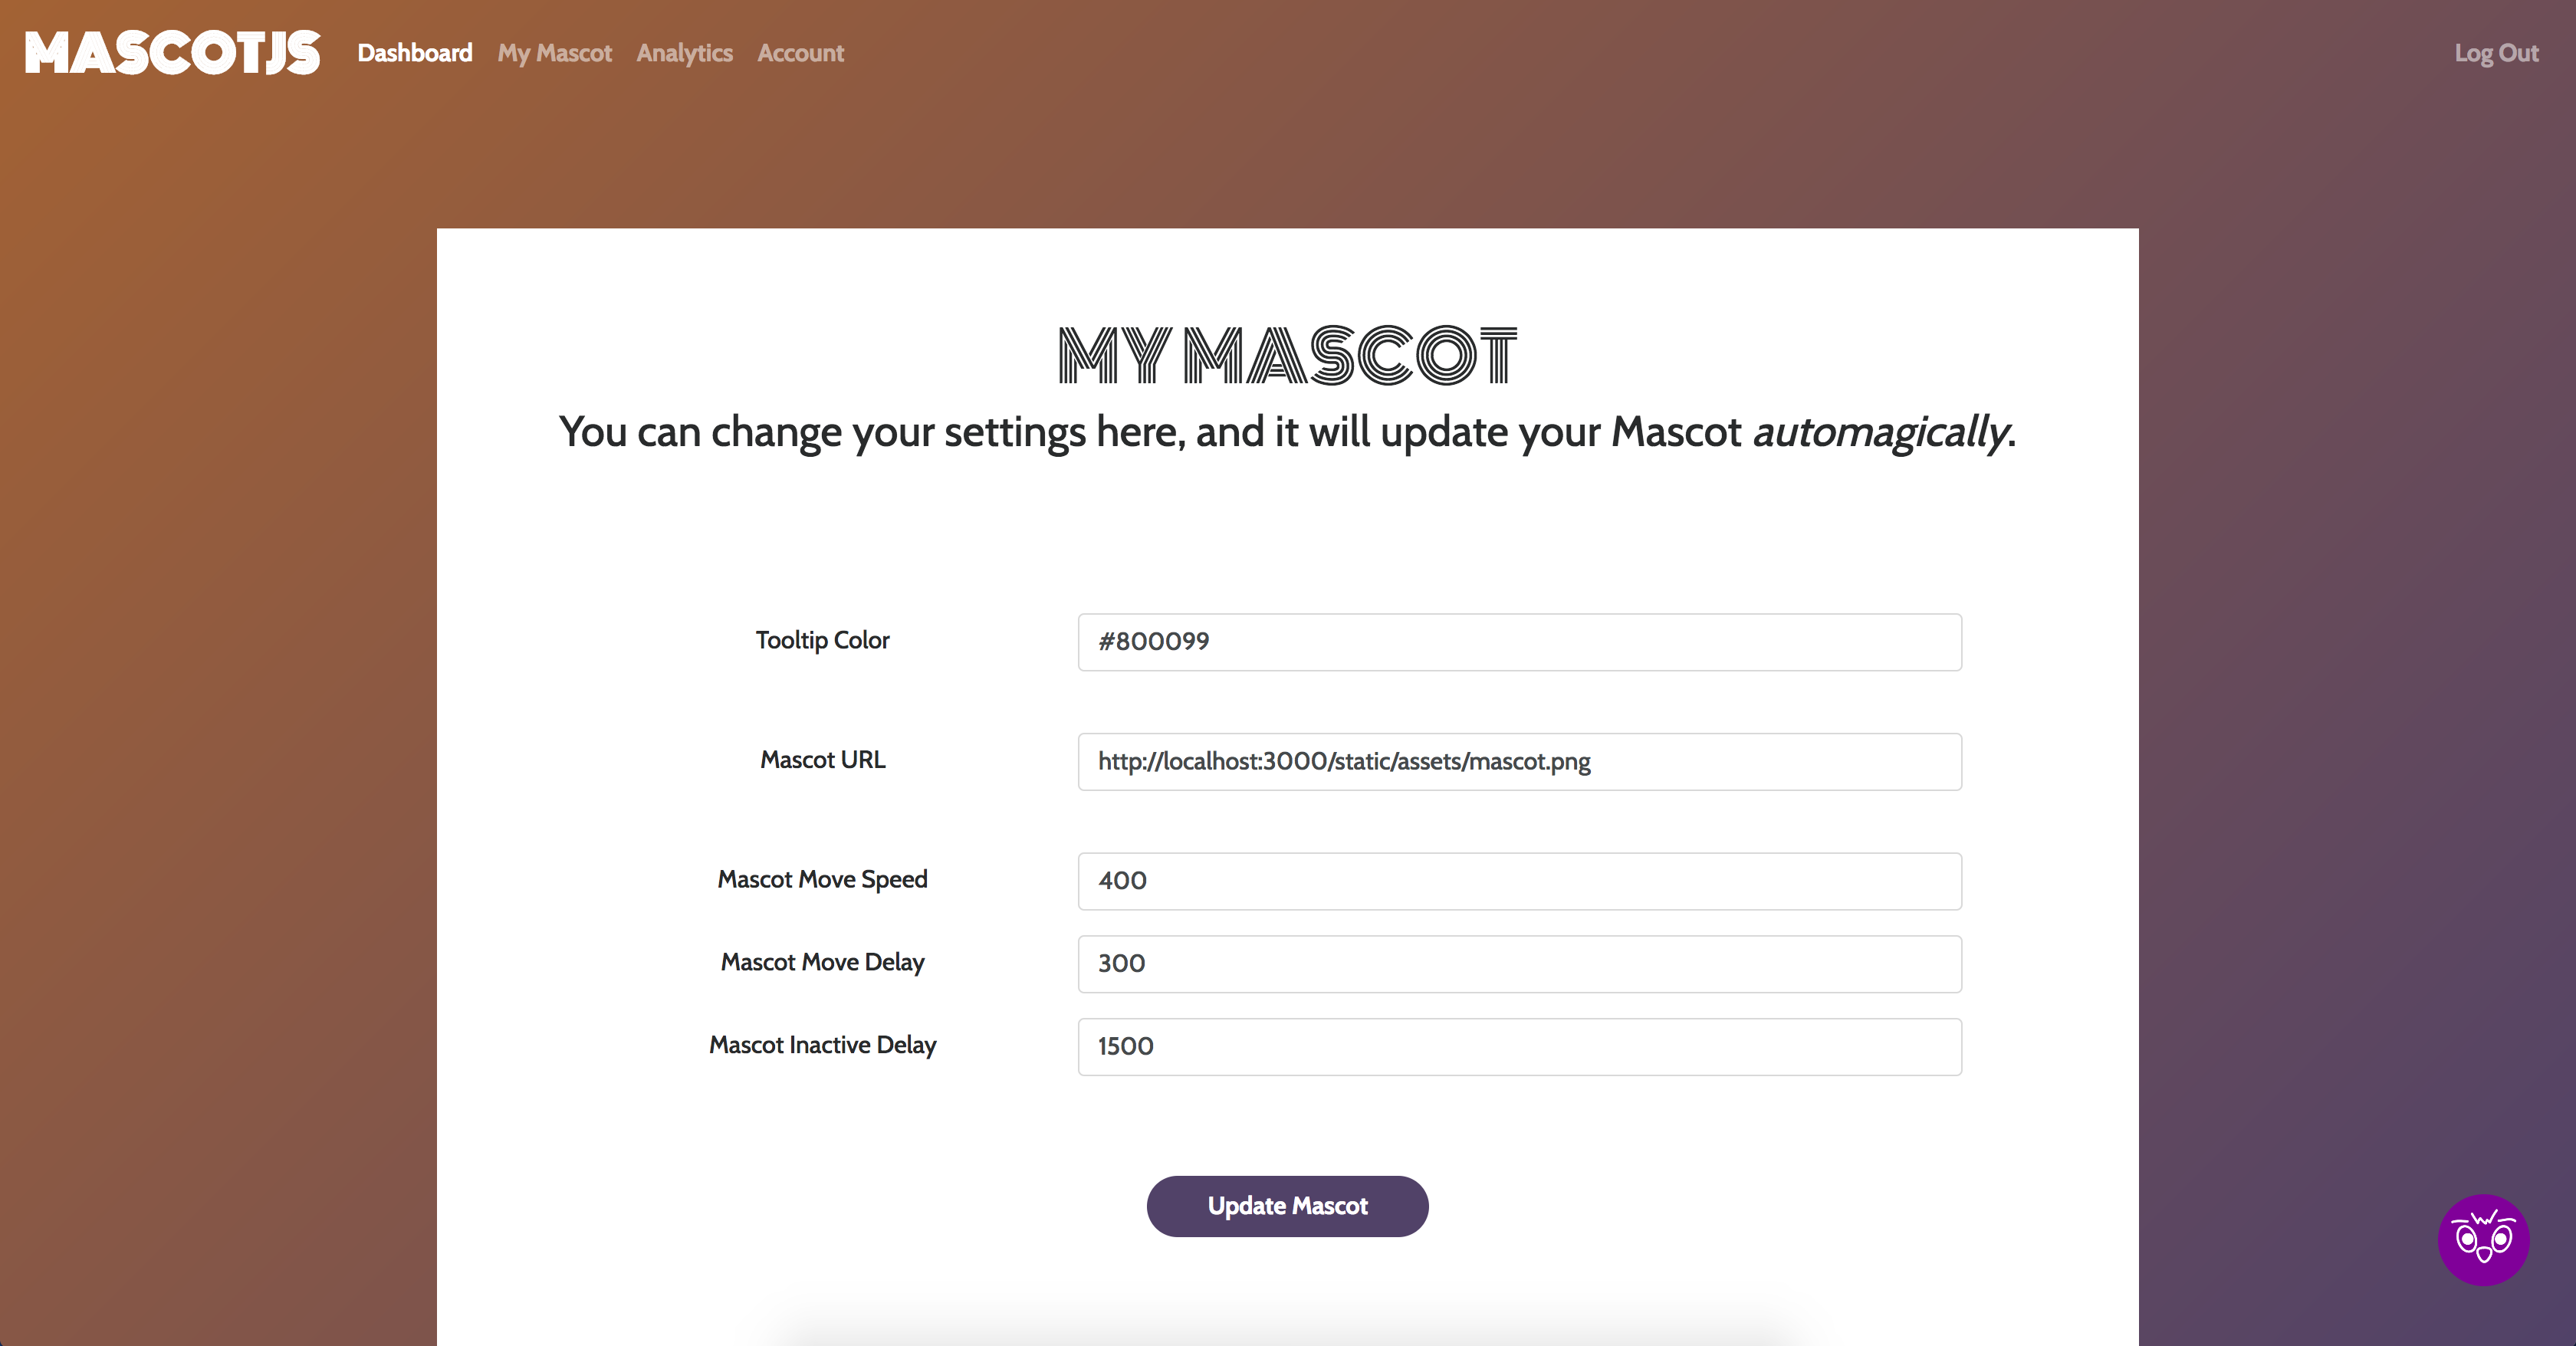 MASCOTJS Dashboard My Mascot Analytics Account Log Out
MY MASCOT
You can change your settings here, and it will update your Mascot automagically.
Tooltip Color #800099
Mascot URL http://localhost:3000/static/assets/mascot.png
Mascot Move Speed 400
Mascot Move Delay 300
Mascot Inactive Delay 1500
Update Mascot